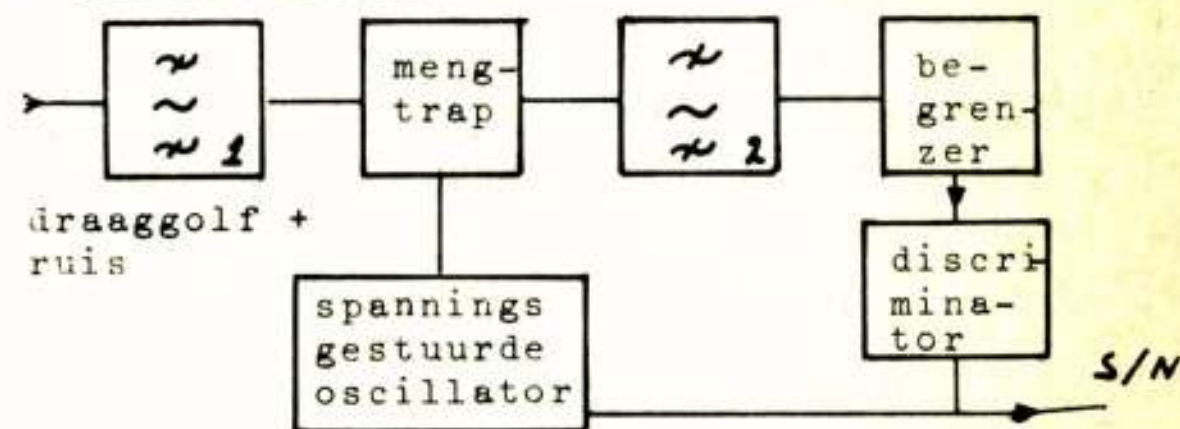 1
meng-
trap
2
be-
gren-
zer
draaggolf +
ruis
discri-
mina-
tor
spannings
gestuurde
oscillator
S/N